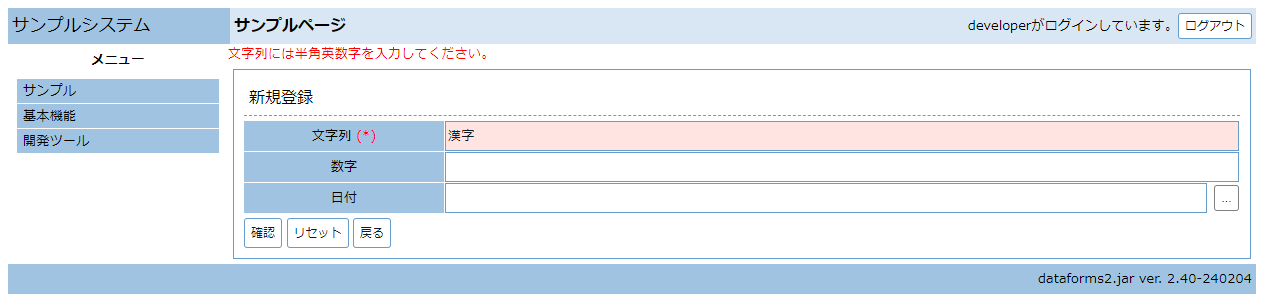 サンプルシステム
サンプルページ
developerがログインしています。 ログアウト
メニュー
サンプル
基本機能
開発ツール
文字列には半角英数字を入力してください。
新規登録
文字列 (*) 漢字
数字
日付 ...
確認 リセット 戻る
dataforms2.jar ver. 2.40-240204